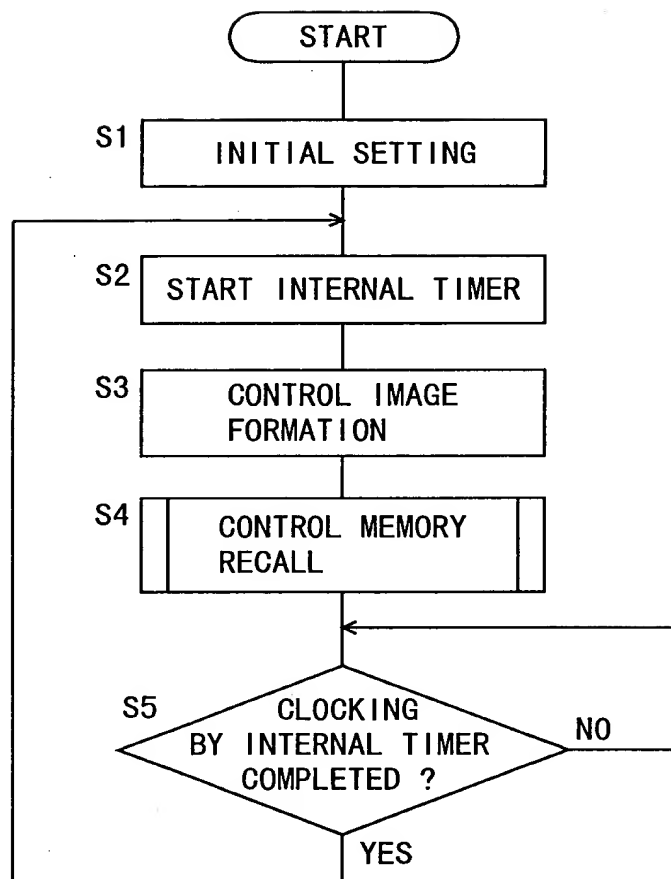 START
S1
INITIAL SETTING
S2
START INTERNAL TIMER
S3
CONTROL IMAGE
FORMATION
S4
CONTROL MEMORY
RECALL
S5
CLOCKING
BY INTERNAL TIMER
COMPLETED ?
NO
YES